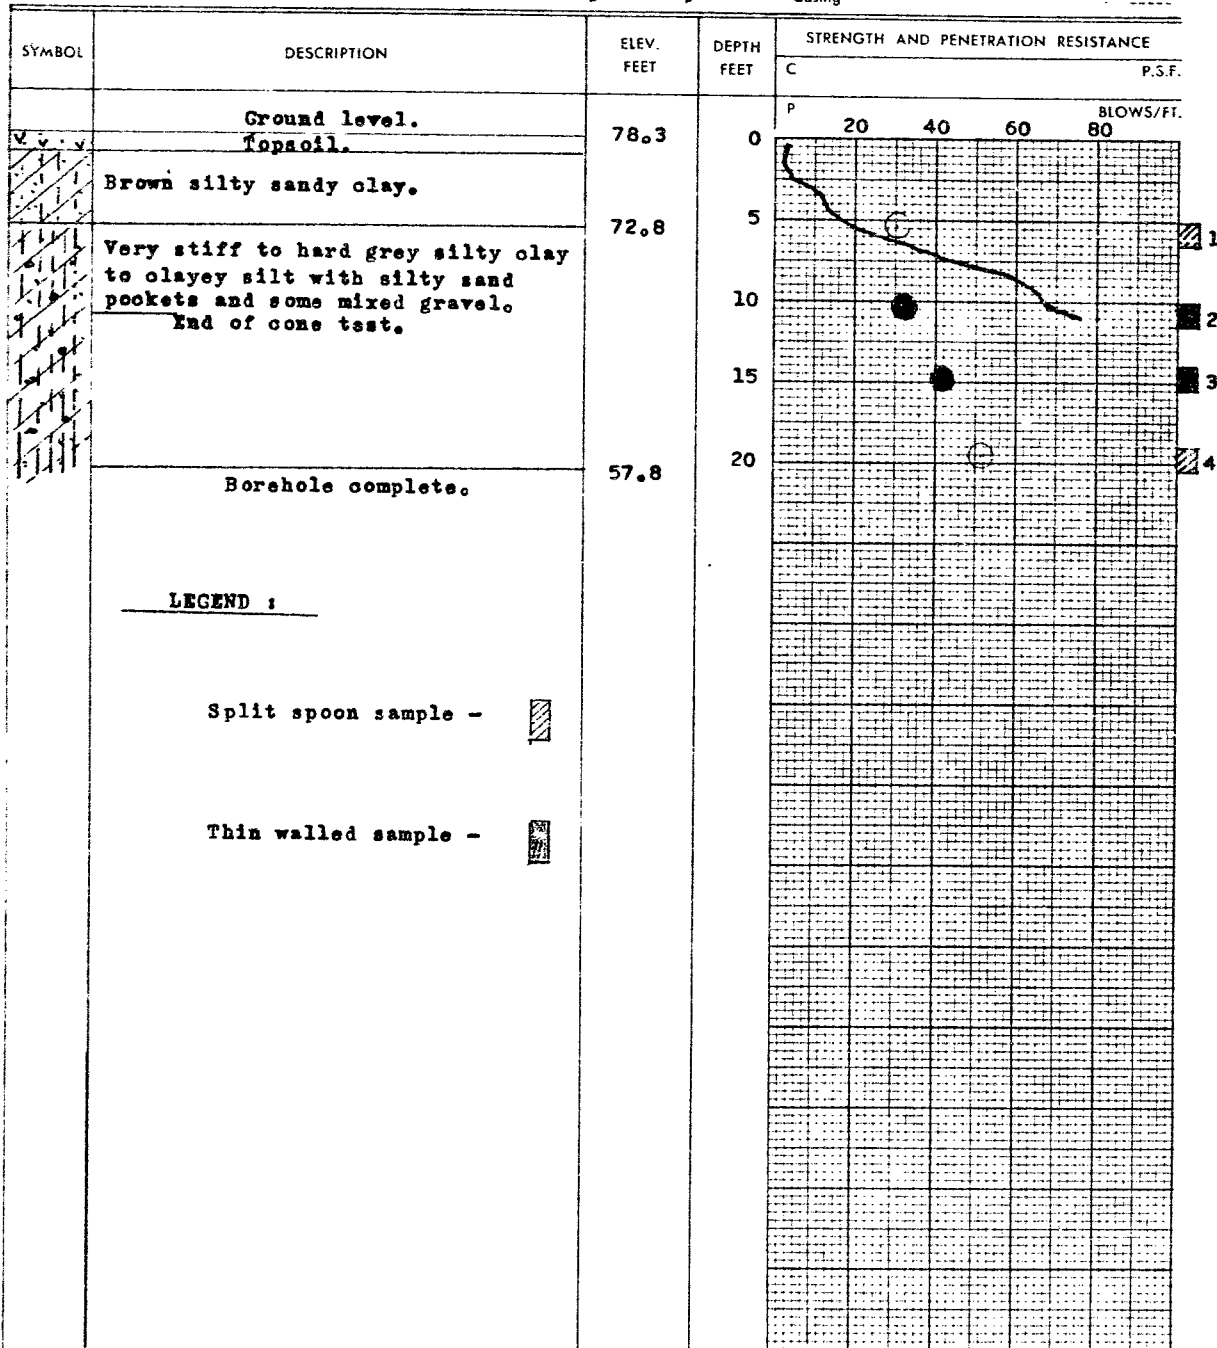 Casing
SYMBOL
DESCRIPTION
ELEV.
FEET
DEPTH
FEET
STRENGTH AND PENETRATION RESISTANCE
C P.S.F.
P BLOWS/FT.
20 40 60 80
Ground level.
78.3
0
Topsoil.
Brown silty sandy clay.
72.8
5
1
Very stiff to hard grey silty clay
to clayey silt with silty sand
pockets and some mixed gravel.
10
2
End of cone test.
15
3
57.8
20
4
Borehole complete.
LEGEND :
Split spoon sample -
Thin walled sample -